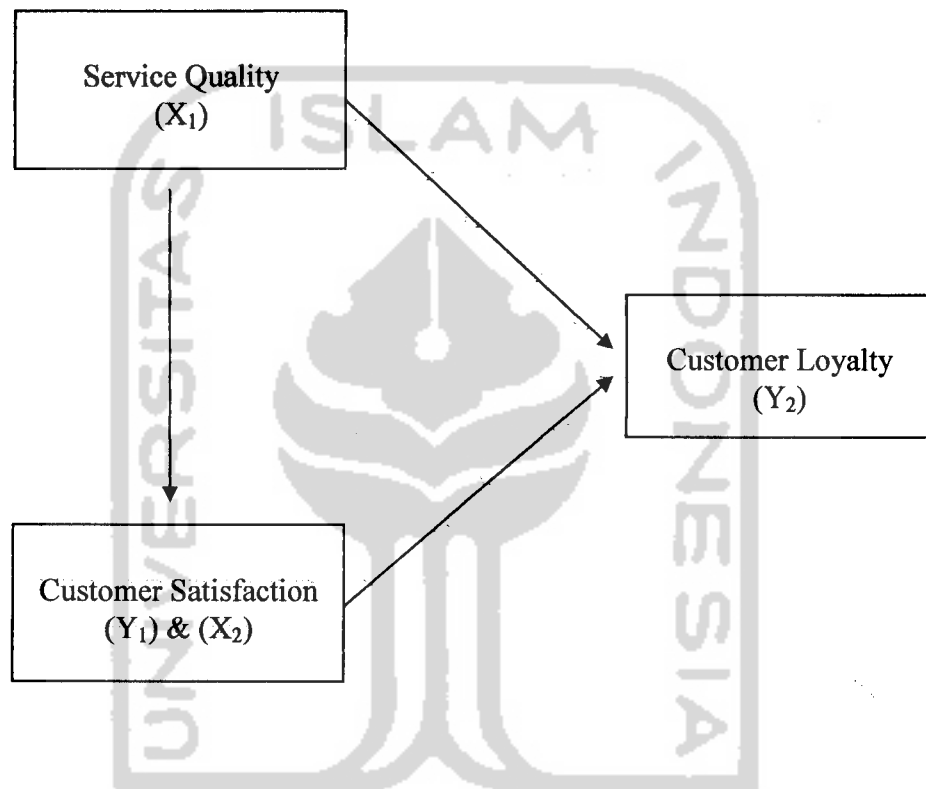 Service Quality
(X₁)
ISLAM
UNIVERSITAS
INDONESIA
Customer Loyalty
(Y₂)
Customer Satisfaction
(Y₁) & (X₂)